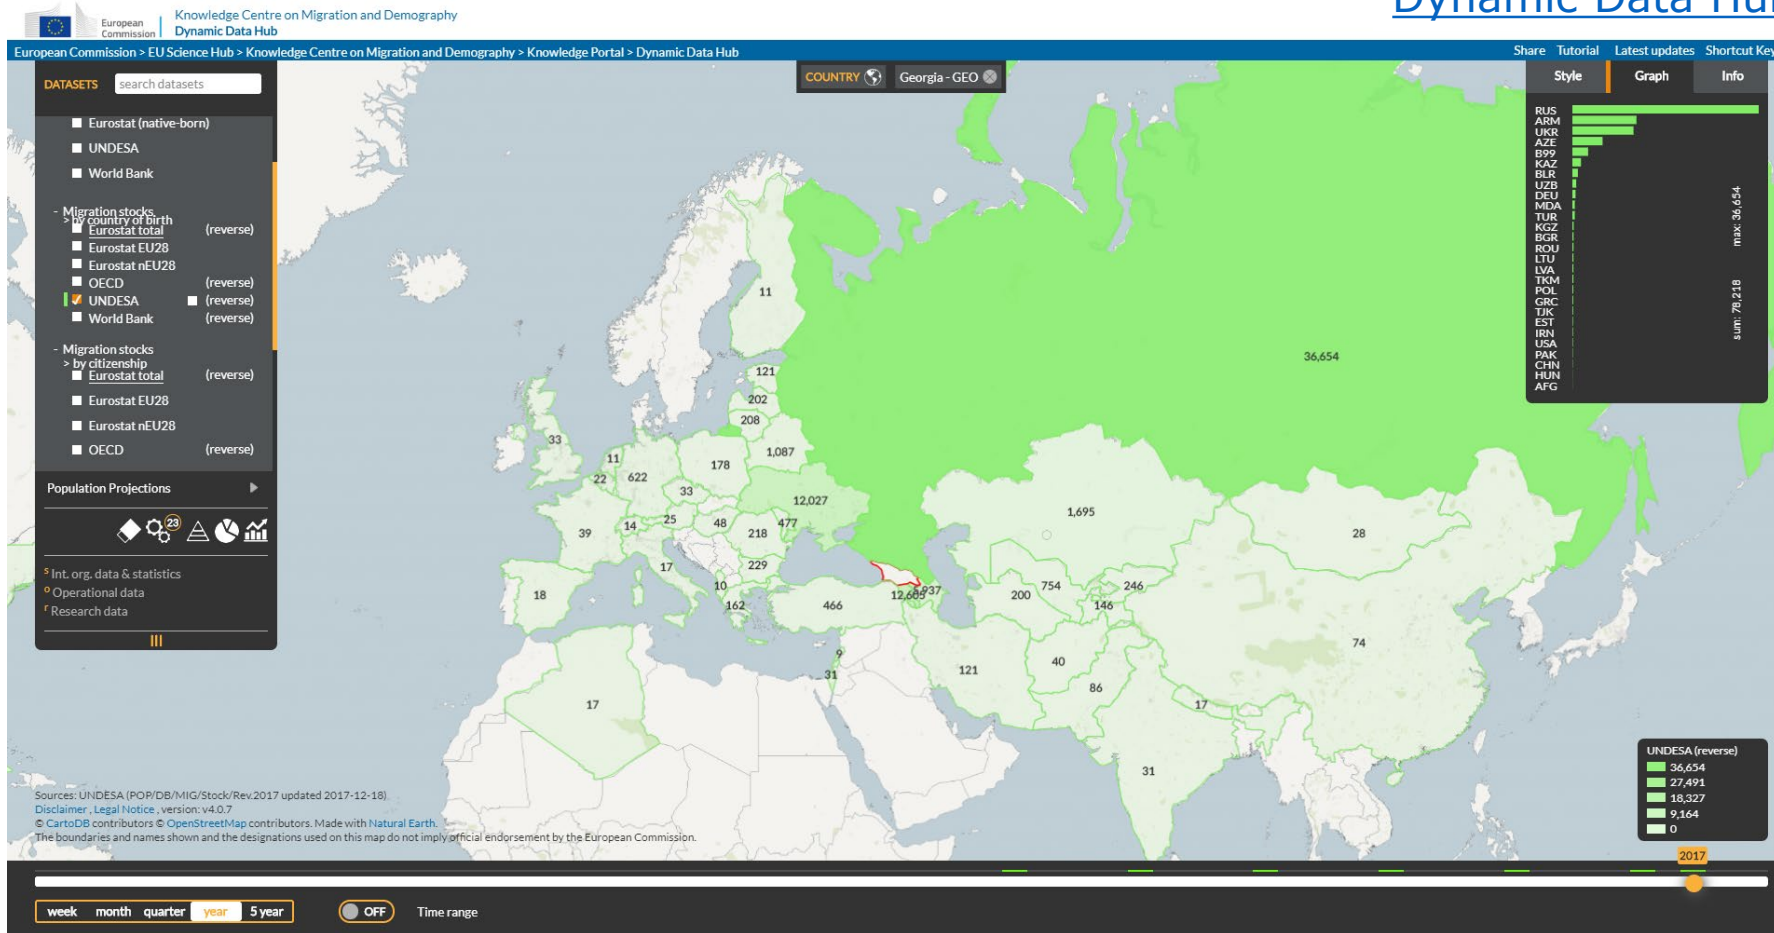 Dynamic Data Hu
European
Commission
Knowledge Centre on Migration and Demography
Dynamic Data Hub
European Commission > EU Science Hub > Knowledge Centre on Migration and Demography > Knowledge Portal > Dynamic Data Hub
Share Tutorial Latest updates Shortcut Key
DATASETS search datasets
COUNTRY Georgia - GEO
Style Graph Info
Eurostat (native-born)
UNDESA
World Bank
- Migration stocks
> by country of birth
Eurostat total (reverse)
Eurostat EU28
Eurostat nEU28
OECD (reverse)
UNDESA (reverse)
World Bank (reverse)
- Migration stocks
> by citizenship
Eurostat total (reverse)
Eurostat EU28
Eurostat nEU28
OECD (reverse)
Population Projections
23
s Int. org. data & statistics
o Operational data
r Research data
RUS
ARM
UKR
AZE
B99
KAZ
BLR
UZB
DEU
MDA
TUR
KGZ
BGR
ROU
LTU
LVA
TKM
POL
GRC
TJK
EST
IRN
USA
PAK
CHN
HUN
AFG
max: 36,654
sum: 78,218
11
36,654
121
202
208
33
11
1,087
178
22
622
33
12,027
1,695
39
14
25
48
477
218
28
17
229
18
10
162
466
12,605
200
754
246
146
74
9
31
121
40
86
17
17
31
UNDESA (reverse)
36,654
27,491
18,327
9,164
0
Sources: UNDESA (POP/DB/MIG/Stock/Rev.2017 updated 2017-12-18)
Disclaimer , Legal Notice , version: v4.0.7
© CartoDB contributors © OpenStreetMap contributors. Made with Natural Earth.
The boundaries and names shown and the designations used on this map do not imply official endorsement by the European Commission.
2017
week month quarter year 5 year
OFF
Time range